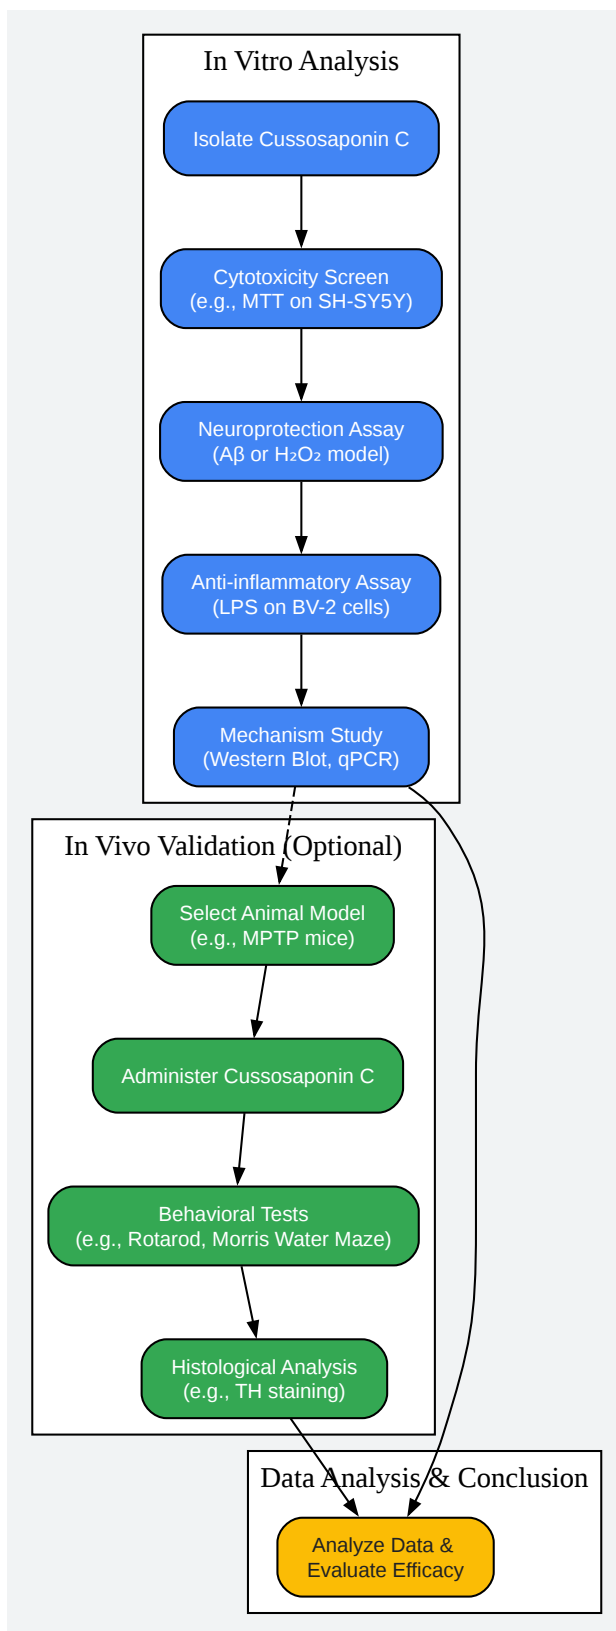 In Vitro Analysis
Isolate Cussosaponin C
Cytotoxicity Screen
(e.g., MTT on SH-SY5Y)
Neuroprotection Assay
(Aβ or H₂O₂ model)
Anti-inflammatory Assay
(LPS on BV-2 cells)
Mechanism Study
(Western Blot, qPCR)
In Vivo Validation (Optional)
Select Animal Model
(e.g., MPTP mice)
Administer Cussosaponin C
Behavioral Tests
(e.g., Rotarod, Morris Water Maze)
Histological Analysis
(e.g., TH staining)
Data Analysis & Conclusion
Analyze Data &
Evaluate Efficacy